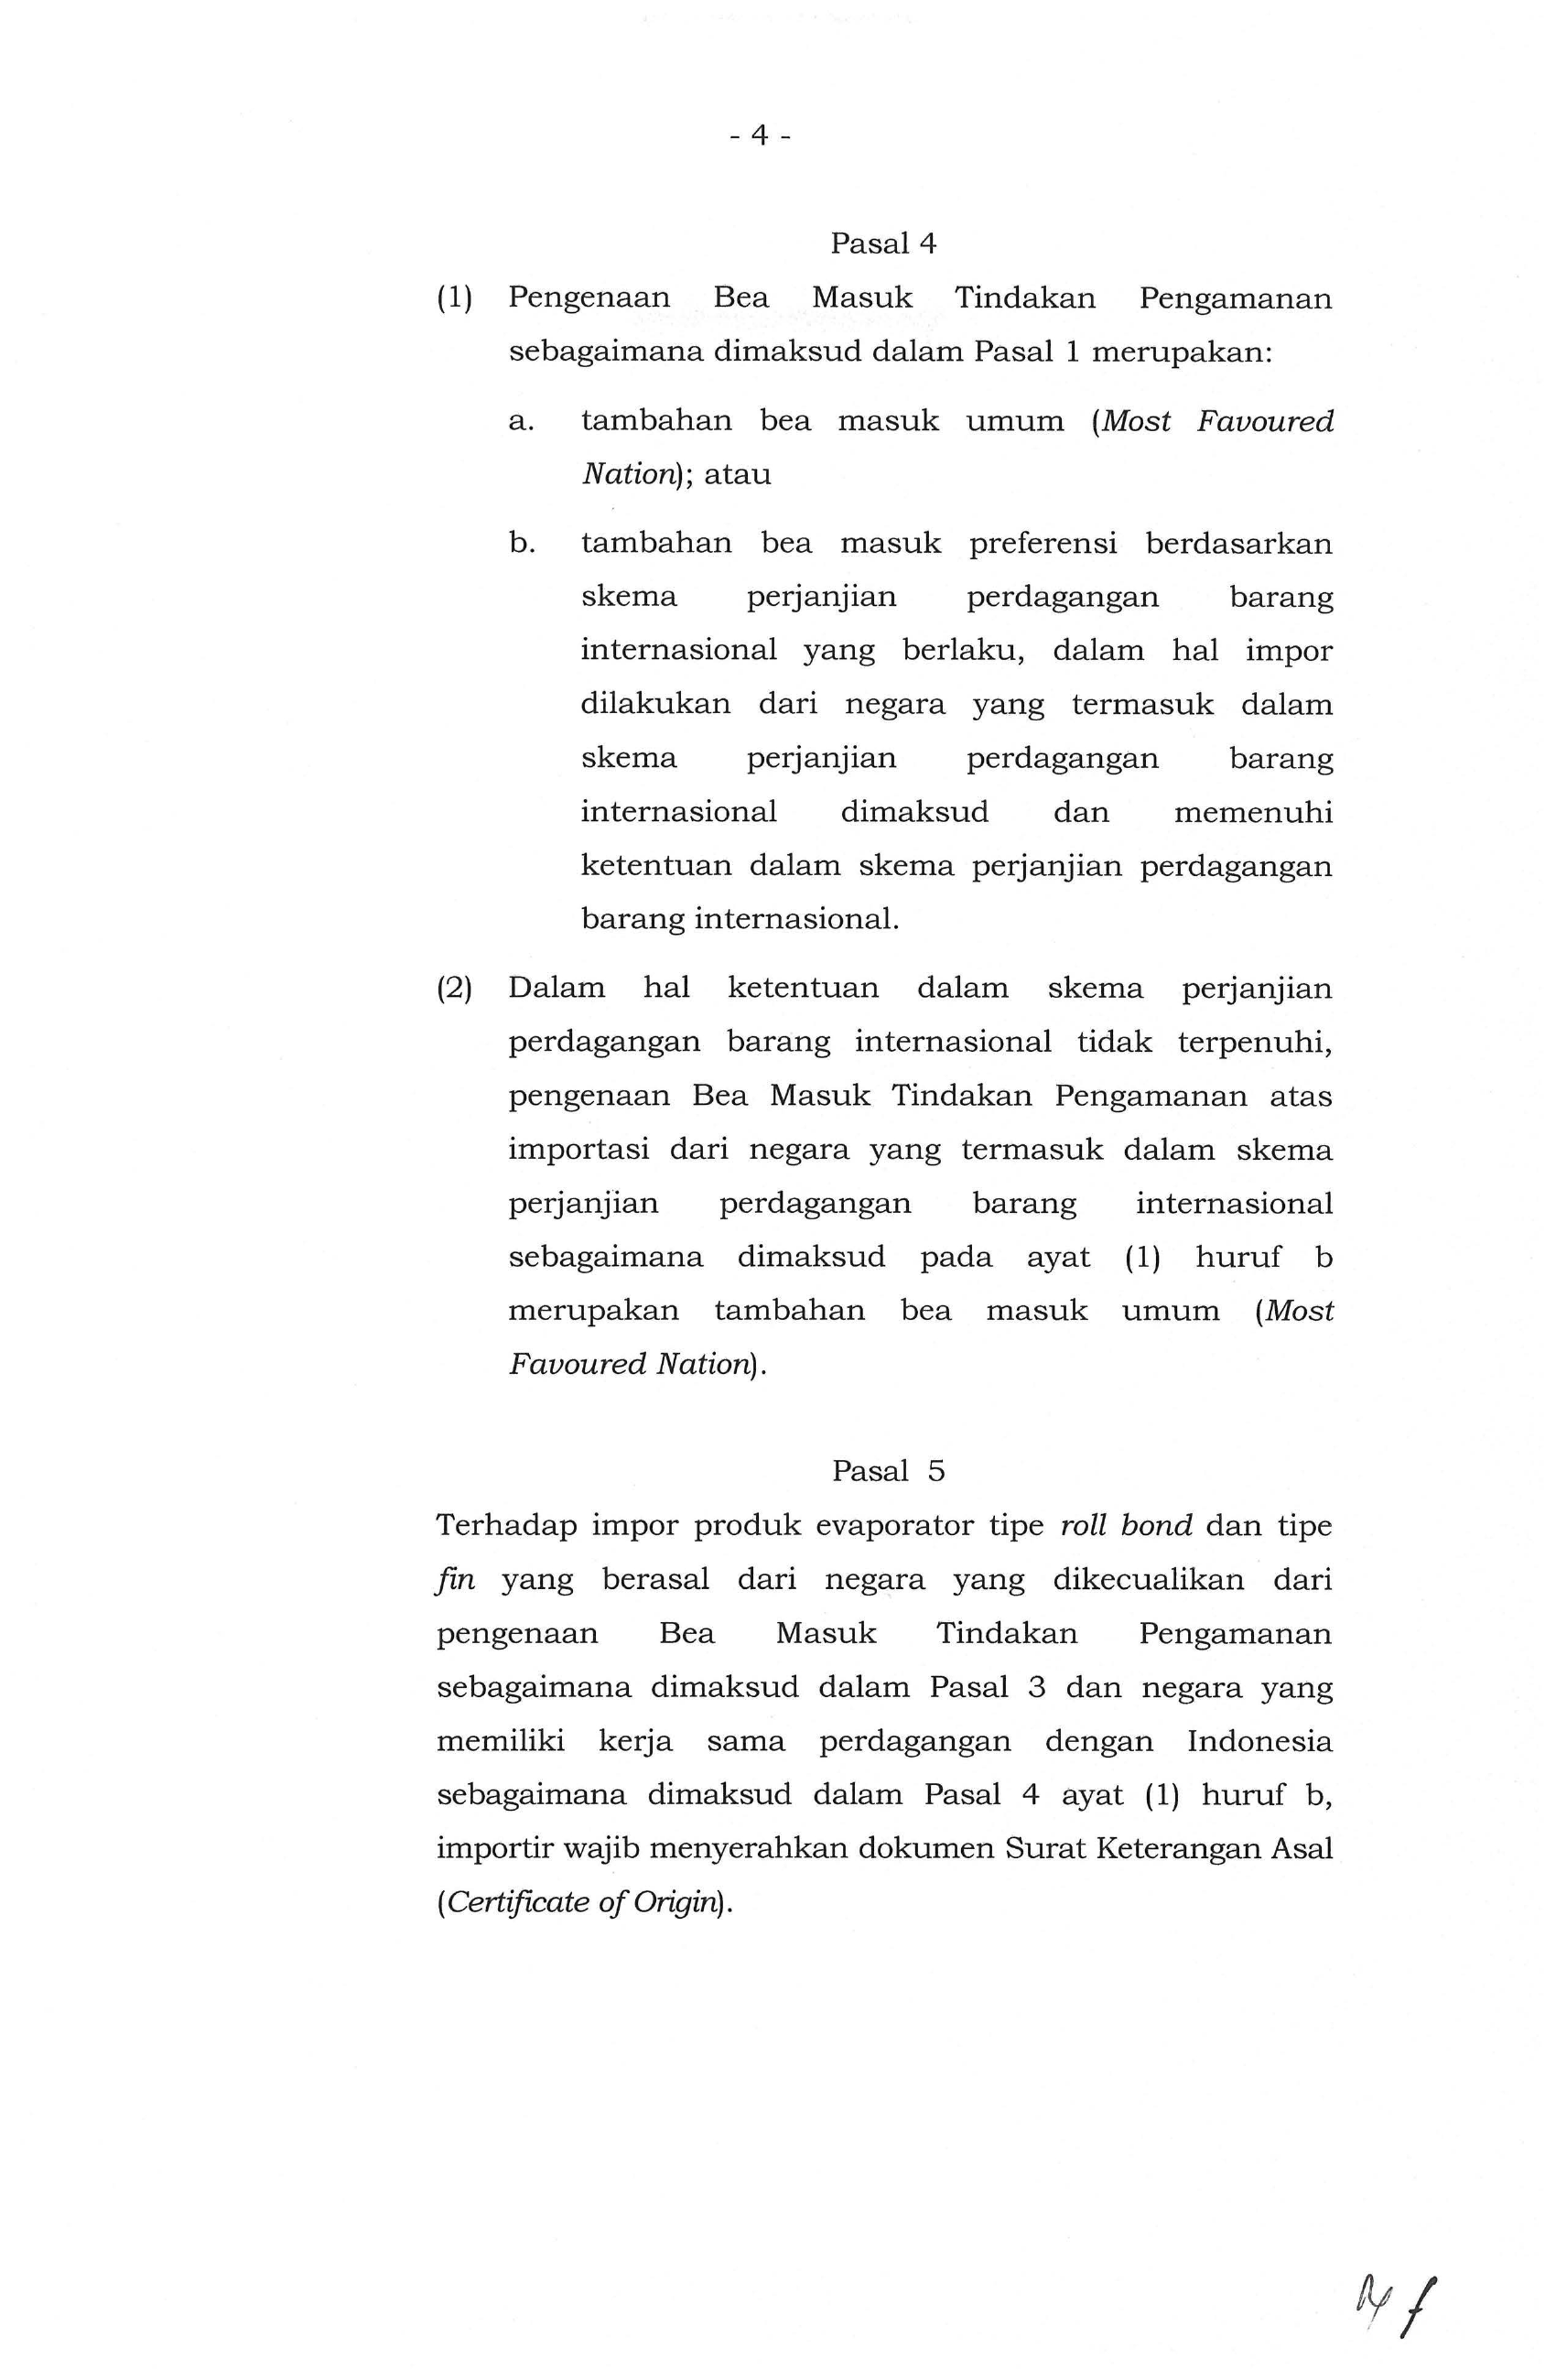 - 4 -
Pasal 4
(1) Pengenaan Bea Masuk Tindakan Pengamanan
sebagaimana dimaksud dalam Pasal 1 merupakan:
a. tambahan bea masuk umum (Most Favoured
Nation); atau
b. tambahan bea masuk preferensi berdasarkan
skema perjanjian perdagangan barang
internasional yang berlaku, dalam hal impor
dilakukan dari negara yang termasuk dalam
skema perjanjian perdagangan barang
internasional dimaksud dan memenuhi
ketentuan dalam skema perjanjian perdagangan
barang internasional.
(2) Dalam hal ketentuan dalam skema perjanjian
perdagangan barang internasional tidak terpenuhi,
pengenaan Bea Masuk Tindakan Pengamanan atas
importasi dari negara yang termasuk dalam skema
perjanjian perdagangan barang internasional
sebagaimana dimaksud pada ayat (1) huruf b
merupakan tambahan bea masuk umum (Most
Favoured Nation).
Pasal 5
Terhadap impor produk evaporator tipe roll bond dan tipe
fin yang berasal dari negara yang dikecualikan dari
pengenaan Bea Masuk Tindakan Pengamanan
sebagaimana dimaksud dalam Pasal 3 dan negara yang
memiliki kerja sama perdagangan dengan Indonesia
sebagaimana dimaksud dalam Pasal 4 ayat (1) huruf b,
importir wajib menyerahkan dokumen Surat Keterangan Asal
(Certificate of Origin).